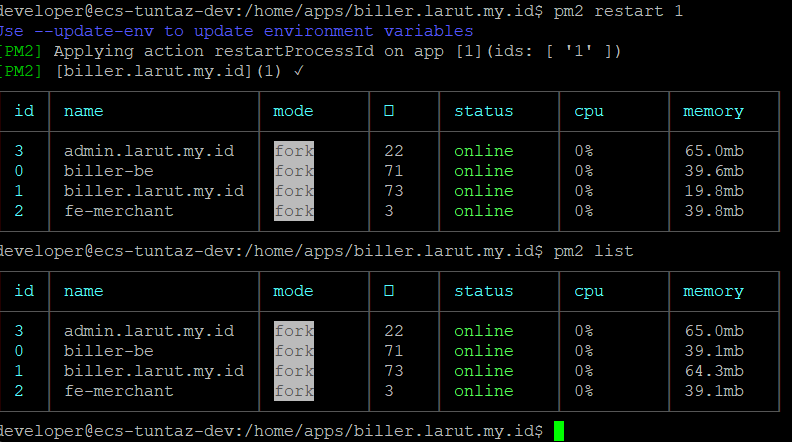 developer@ecs-tuntaz-dev:/home/apps/biller.larut.my.id$ pm2 restart 1
Use --update-env to update environment variables
[PM2] Applying action restartProcessId on app [1](ids: [ '1' ])
[PM2] [biller.larut.my.id](1) ✓
id name mode status cpu memory
3 admin.larut.my.id fork 22 online 0% 65.0mb
0 biller-be fork 71 online 0% 39.6mb
1 biller.larut.my.id fork 73 online 0% 19.8mb
2 fe-merchant fork 3 online 0% 39.8mb
developer@ecs-tuntaz-dev:/home/apps/biller.larut.my.id$ pm2 list
id name mode status cpu memory
3 admin.larut.my.id fork 22 online 0% 65.0mb
0 biller-be fork 71 online 0% 39.1mb
1 biller.larut.my.id fork 73 online 0% 64.3mb
2 fe-merchant fork 3 online 0% 39.1mb
developer@ecs-tuntaz-dev:/home/apps/biller.larut.my.id$